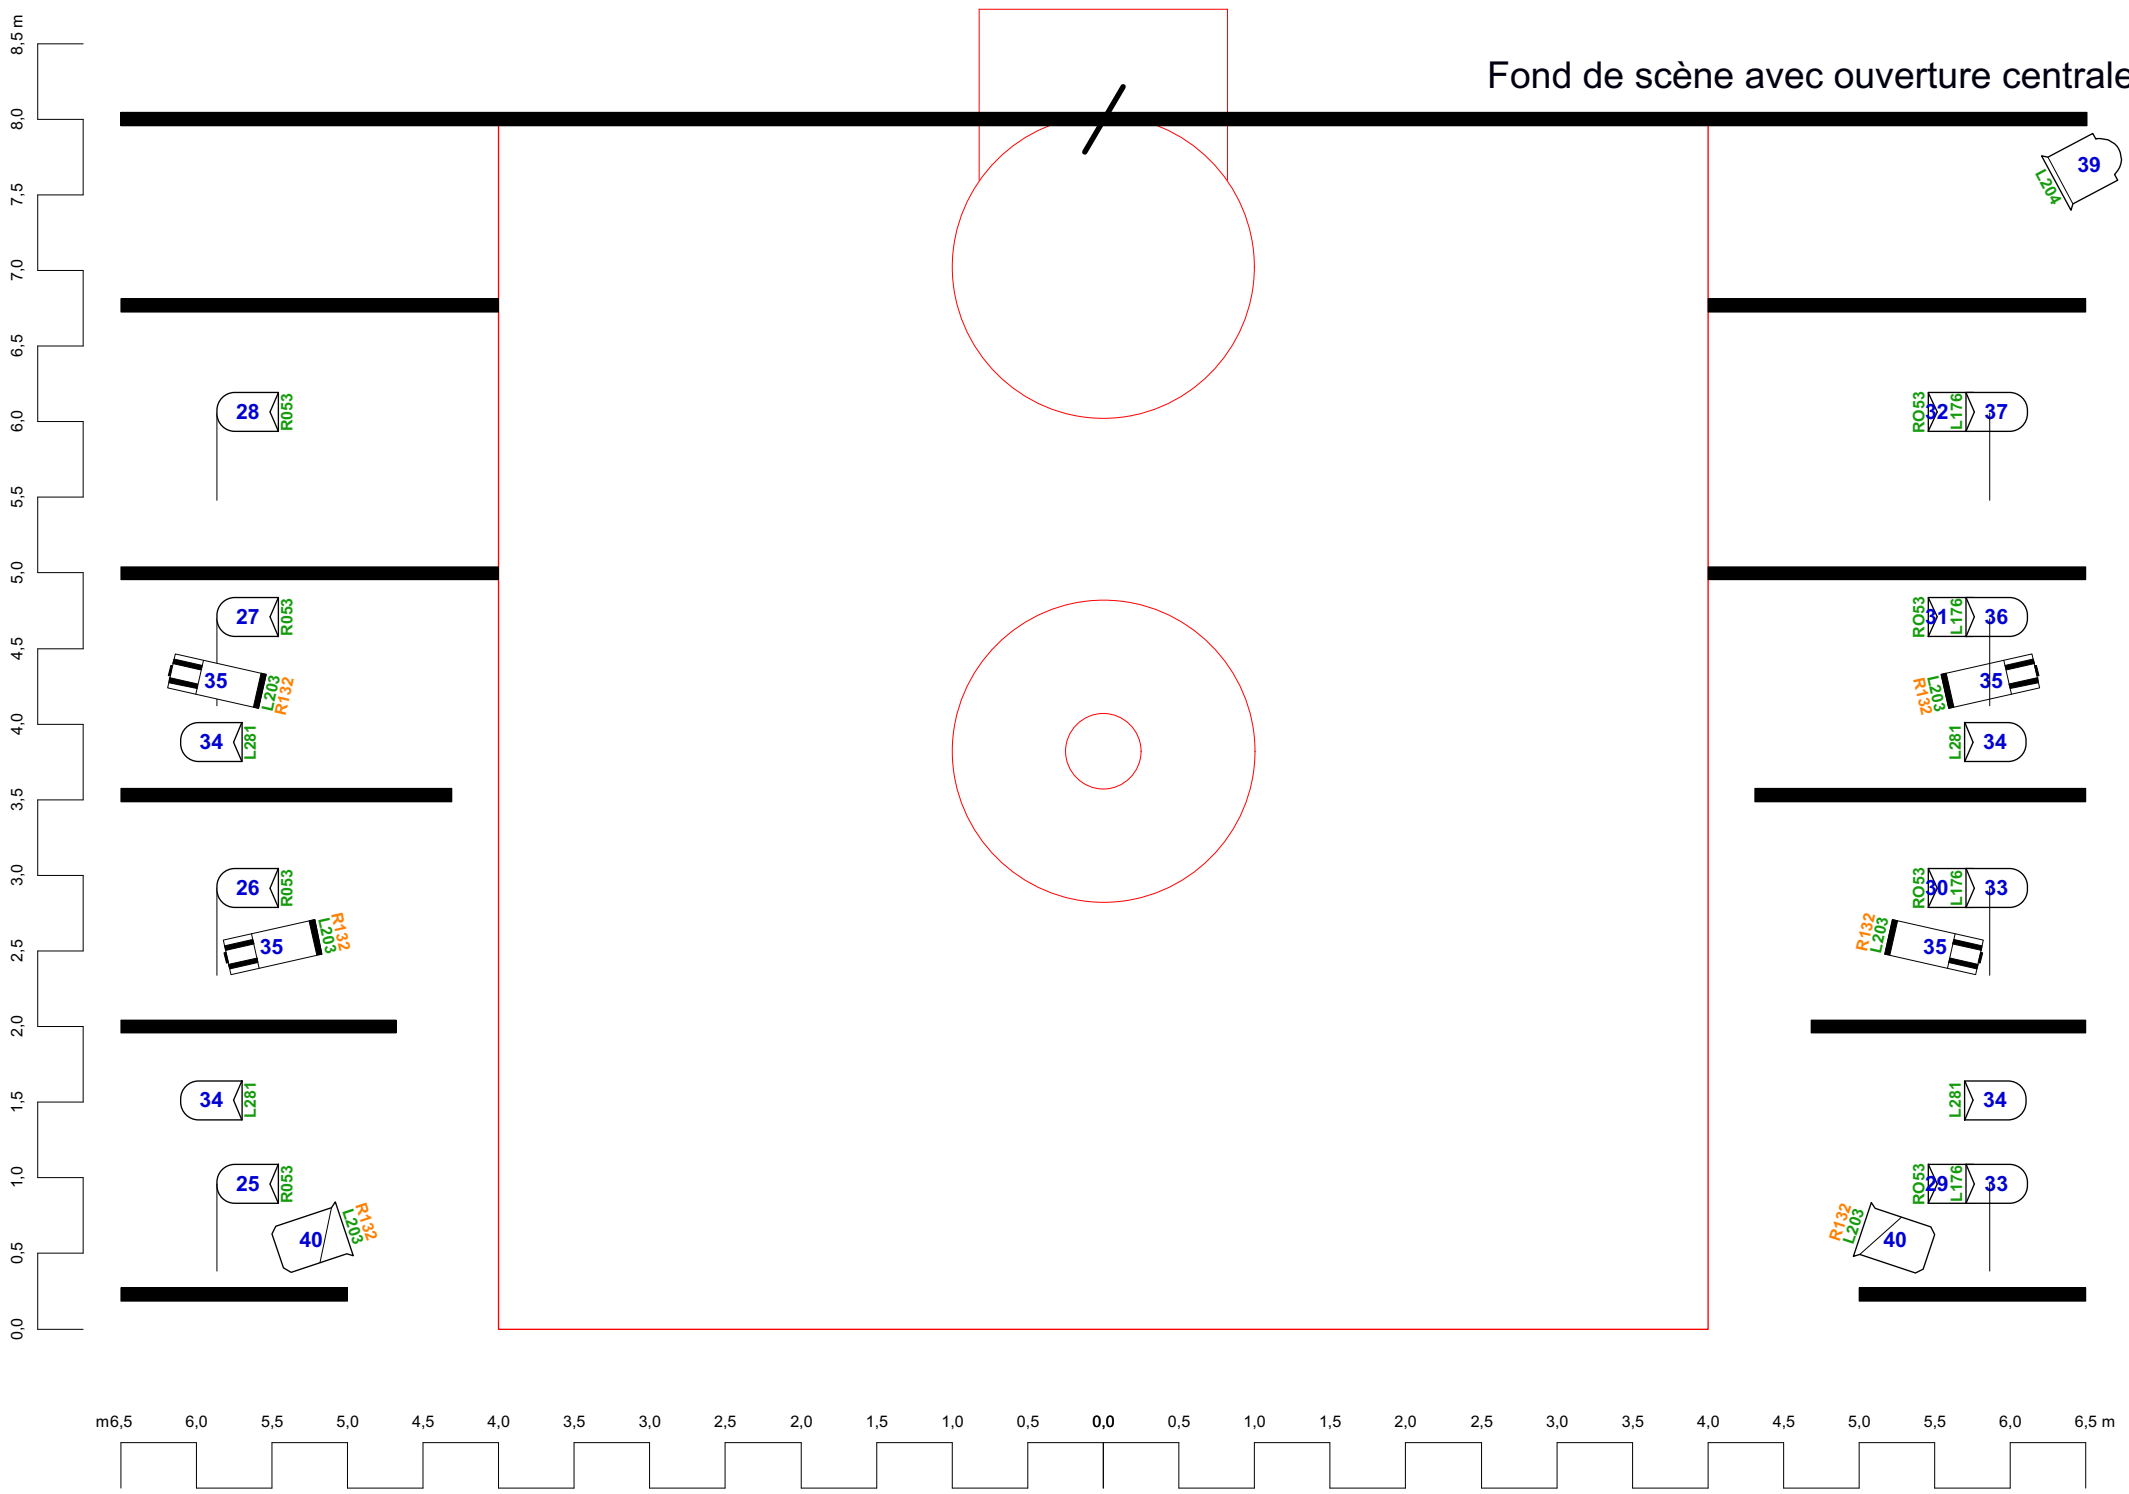 8,5 m
Fond de scène avec ouverture centrale
8,0
39
L204
7,5
7,0
6,5
28 R053
RO53 32 L176 37
6,0
5,5
5,0
27 R053
RO53 31 L176 36
4,5
35 L203 R132
R132 L203 35
4,0
34 L281
L281 34
3,5
3,0
26 R053
RO53 30 L176 33
35 L203 R132
R132 L203 35
2,5
2,0
1,5
34 L281
L281 34
1,0
25 R053
RO53 29 L176 33
40 L203 R132
R132 L203 40
0,5
0,0
m6,5 6,0 5,5 5,0 4,5 4,0 3,5 3,0 2,5 2,0 1,5 1,0 0,5 0,0 0,5 1,0 1,5 2,0 2,5 3,0 3,5 4,0 4,5 5,0 5,5 6,0 6,5 m